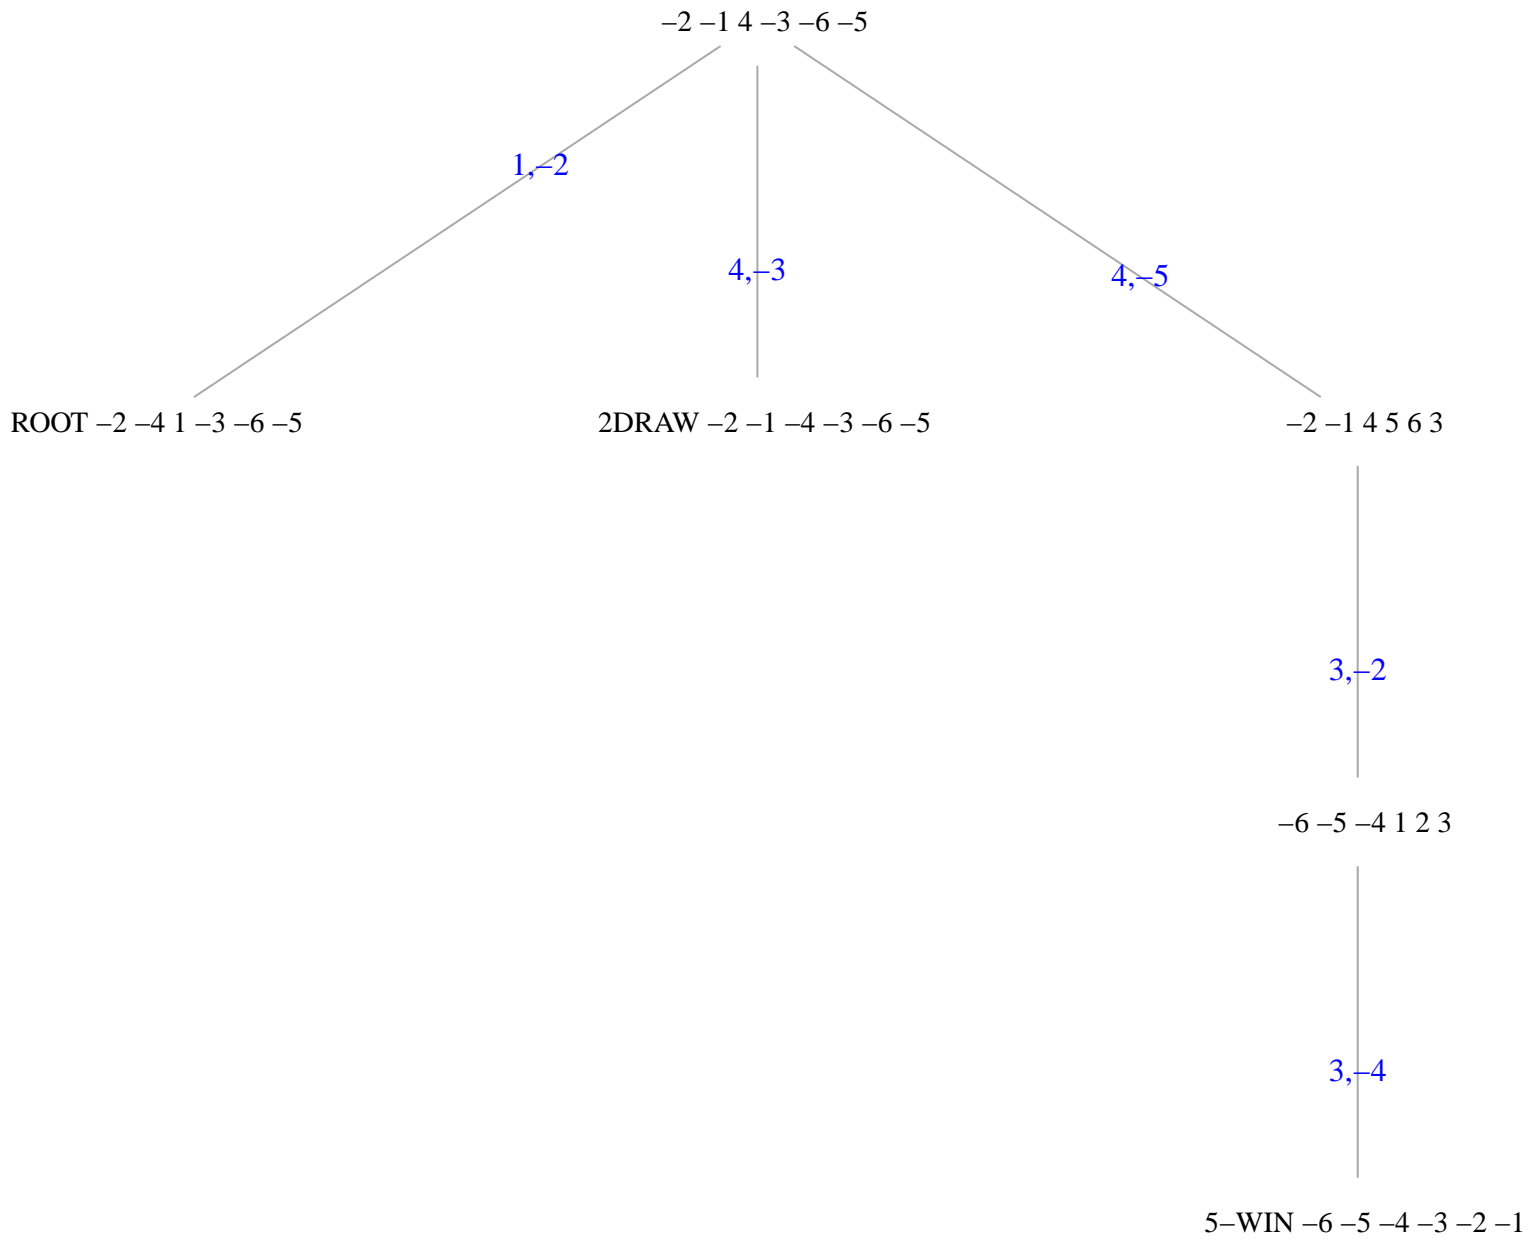 –2 –1 4 –3 –6 –5
1,–2
4,–3
4,–5
ROOT –2 –4 1 –3 –6 –5
2DRAW –2 –1 –4 –3 –6 –5
–2 –1 4 5 6 3
3,–2
–6 –5 –4 1 2 3
3,–4
5–WIN –6 –5 –4 –3 –2 –1